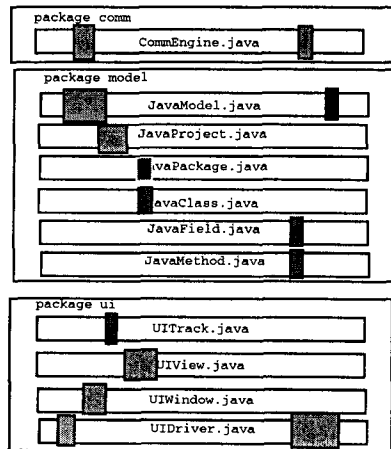 package comm
CommEngine.java
package model
JavaModel.java
JavaProject.java
avaPackage.java
avaClass.java
JavaField.java
JavaMethod.java
package ui
UITrack.java
UIView.java
UIWindow.java
UIDriver.java